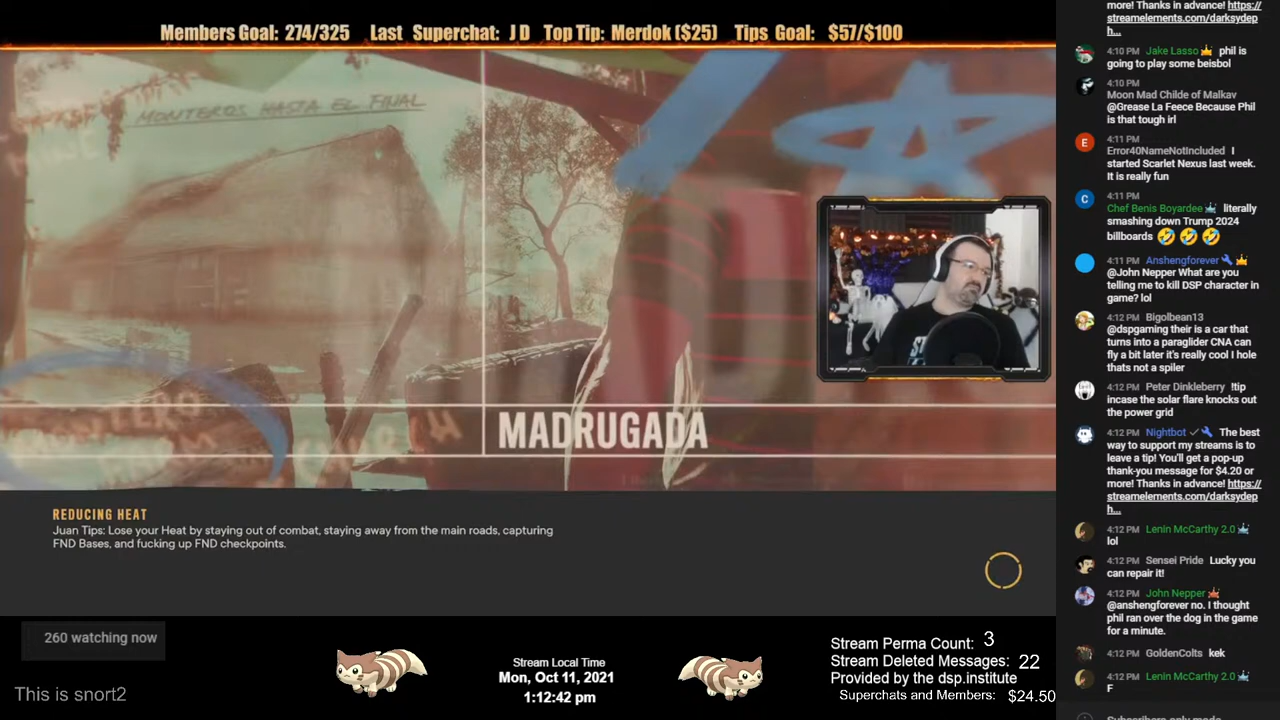 Members Goal: 274/325 Last Superchat: J D Top Tip: Merdok ($25) Tips Goal: $57/$100
MONTEROS HASTA EL FINAL
MADRUGADA
REDUCING HEAT
Juan Tips: Lose your Heat by staying out of combat, staying away from the main roads, capturing
FND Bases, and fucking up FND checkpoints.
260 watching now
This is snort2
Stream Local Time
Mon, Oct 11, 2021
1:12:42 pm
Stream Perma Count: 3
Stream Deleted Messages: 22
Provided by the dsp.institute
Superchats and Members: $24.50
more! Thanks in advance! https://
streamelements.com/darksydep
h...
4:10 PM Jake Lasso phil is
going to play some beisbol
4:10 PM
Moon Mad Childe of Malkav
@Grease La Feece Because Phil
is that tough irl
E
4:11 PM
Error40NameNotIncluded I
started Scarlet Nexus last week.
It is really fun
C
4:11 PM
Chef Benis Boyardee literally
smashing down Trump 2024
billboards 🤣 🤣 🤣
4:11 PM Anshengforever
@John Nepper What are you
telling me to kill DSP character in
game? lol
4:12 PM Bigolbean13
@dspgaming their is a car that
turns into a paraglider CNA can
fly a bit later it's really cool I hole
thats not a spiler
4:12 PM Peter Dinkleberry !tip
incase the solar flare knocks out
the power grid
4:12 PM Nightbot The best
way to support my streams is to
leave a tip! You'll get a pop-up
thank-you message for $4.20 or
more! Thanks in advance! https://
streamelements.com/darksydep
h...
4:12 PM Lenin McCarthy 2.0
lol
4:12 PM Sensei Pride Lucky you
can repair it!
4:12 PM John Nepper
@anshengforever no. I thought
phil ran over the dog in the game
for a minute.
4:12 PM GoldenColts kek
4:12 PM Lenin McCarthy 2.0
F
Subscribers-only mode